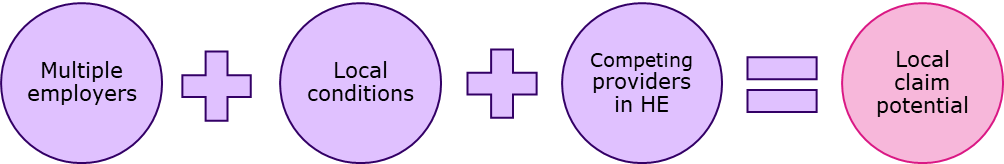 Multiple
employers
Local
conditions
Competing
providers
in HE
Local
claim
potential